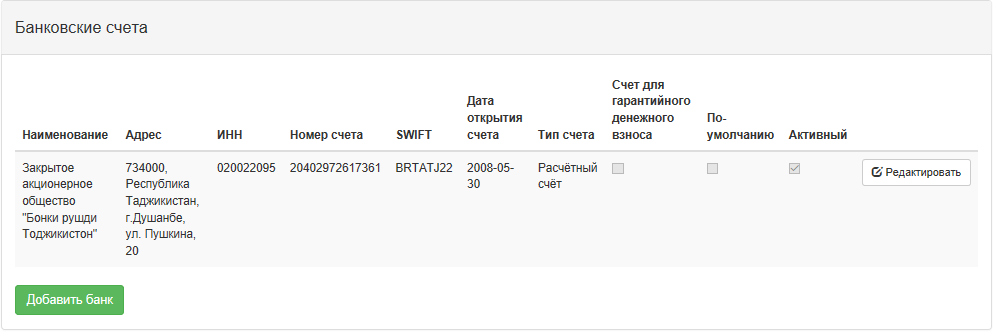 Банковские счета
Наименование
Адрес
ИНН
Номер счета
SWIFT
Дата
открытия
счета
Тип счета
Счет для
гарантийного
денежного
взноса
По-
умолчанию
Активный
Закрытое
акционерное
общество
"Бонки рушди
Тоджикистон"
734000,
Республика
Таджикистан,
г.Душанбе,
ул. Пушкина,
20
020022095
20402972617361
BRTATJ22
2008-05-
30
Расчётный
счёт
Редактировать
Добавить банк